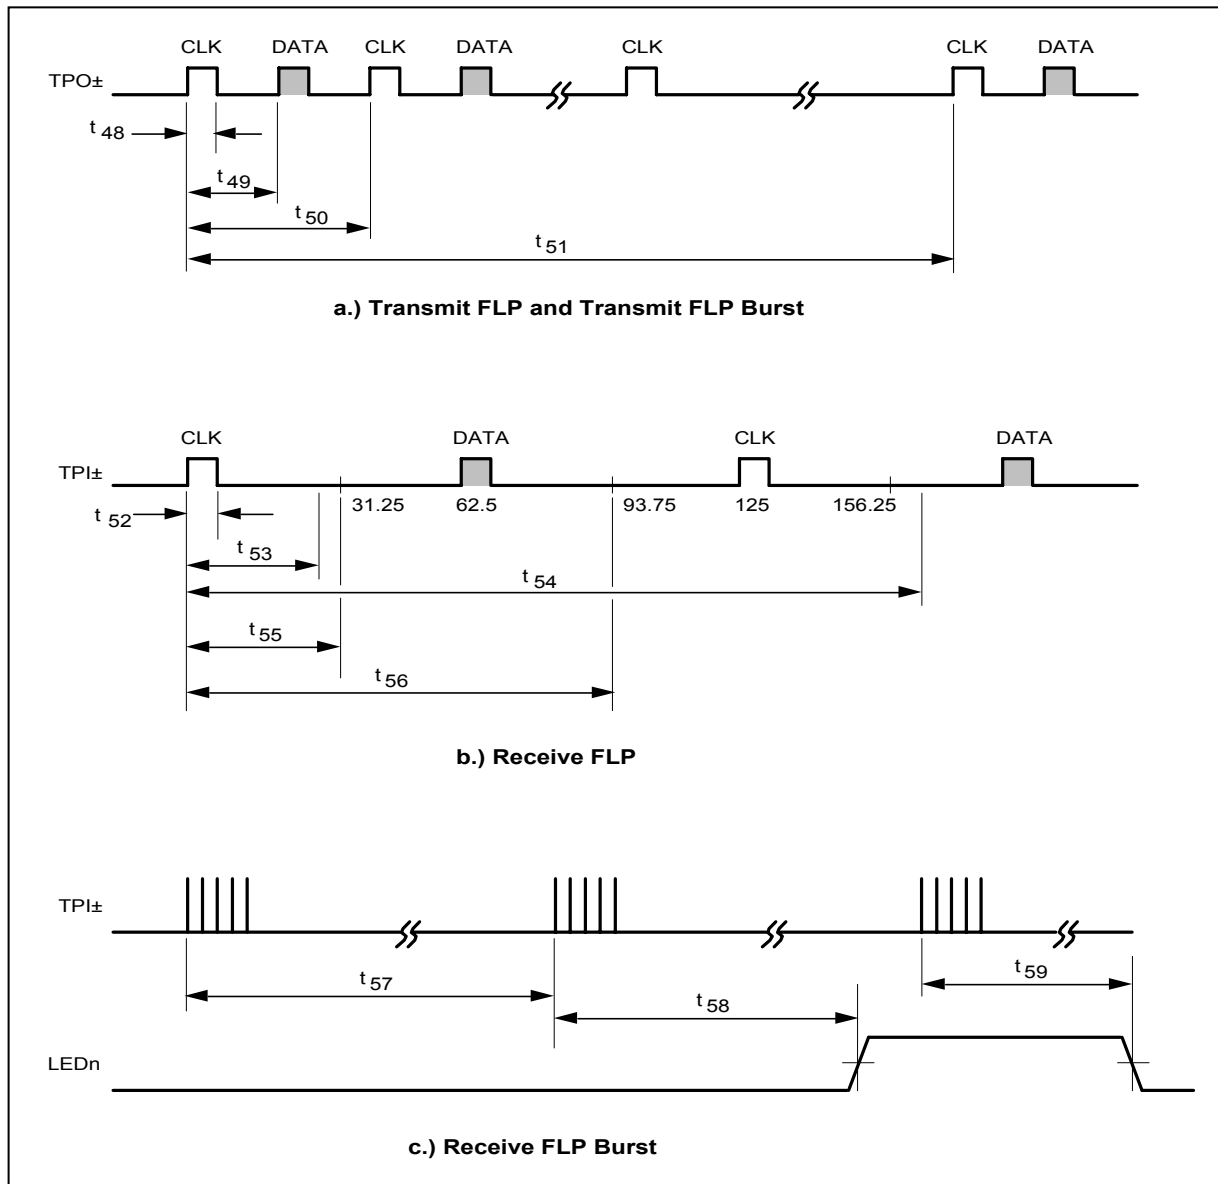 CLK DATA CLK DATA CLK CLK DATA
TPO±
t 48
t 49
t 50
t 51
a.) Transmit FLP and Transmit FLP Burst
CLK DATA CLK DATA
TPI±
31.25 62.5 93.75 125 156.25
t 52
t 53
t 54
t 55
t 56
b.) Receive FLP
TPI±
t 57
t 58
t 59
LEDn
c.) Receive FLP Burst